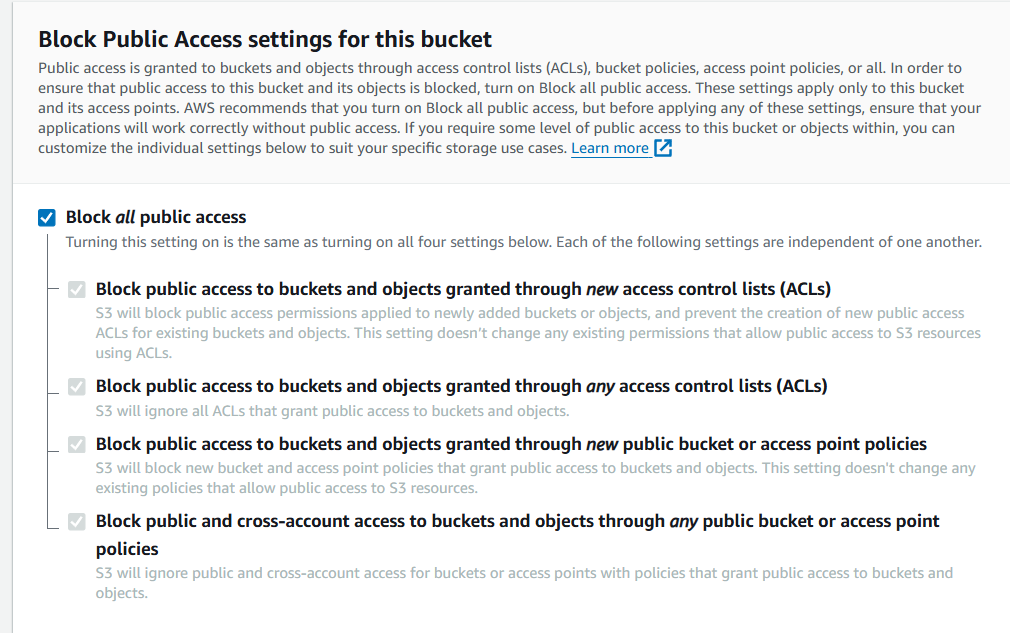 Block Public Access settings for this bucket
Public access is granted to buckets and objects through access control lists (ACLs), bucket policies, access point policies, or all. In order to
ensure that public access to this bucket and its objects is blocked, turn on Block all public access. These settings apply only to this bucket
and its access points. AWS recommends that you turn on Block all public access, but before applying any of these settings, ensure that your
applications will work correctly without public access. If you require some level of public access to this bucket or objects within, you can
customize the individual settings below to suit your specific storage use cases. Learn more
Block all public access
Turning this setting on is the same as turning on all four settings below. Each of the following settings are independent of one another.
Block public access to buckets and objects granted through new access control lists (ACLs)
S3 will block public access permissions applied to newly added buckets or objects, and prevent the creation of new public access
ACLs for existing buckets and objects. This setting doesn't change any existing permissions that allow public access to S3 resources
using ACLs.
Block public access to buckets and objects granted through any access control lists (ACLs)
S3 will ignore all ACLs that grant public access to buckets and objects.
Block public access to buckets and objects granted through new public bucket or access point policies
S3 will block new bucket and access point policies that grant public access to buckets and objects. This setting doesn't change any
existing policies that allow public access to S3 resources.
Block public and cross-account access to buckets and objects through any public bucket or access point
policies
S3 will ignore public and cross-account access for buckets or access points with policies that grant public access to buckets and
objects.